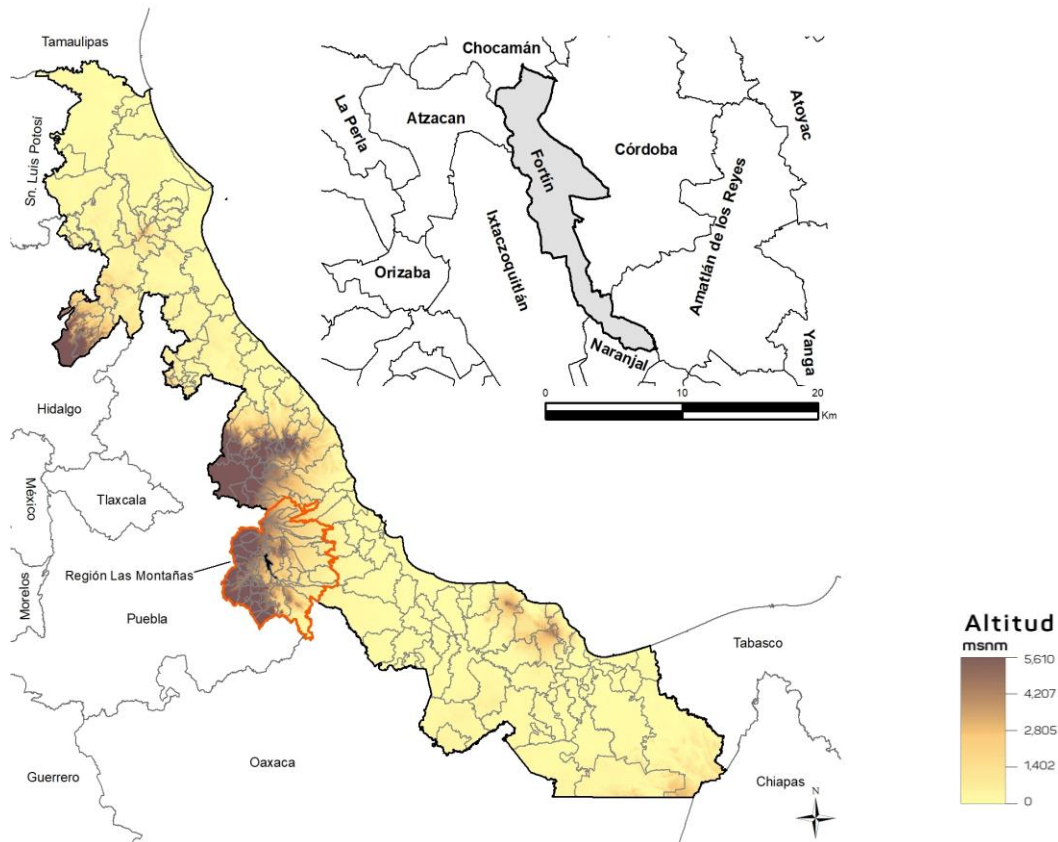 Tamaulipas
Sn. Luis Potosí
Hidalgo
México
Tlaxcala
Morelos
Región Las Montañas
Puebla
Guerrero
Oaxaca
Tabasco
Chiapas
Chocamán
La Perla
Atzacan
Fortín
Córdoba
Atoyac
Ixtaczoquitlán
Amatlán de los Reyes
Orizaba
Naranjal
Yanga
0 10 20
Km
Altitud
msnm
5,610
4,207
2,805
1402
0
N